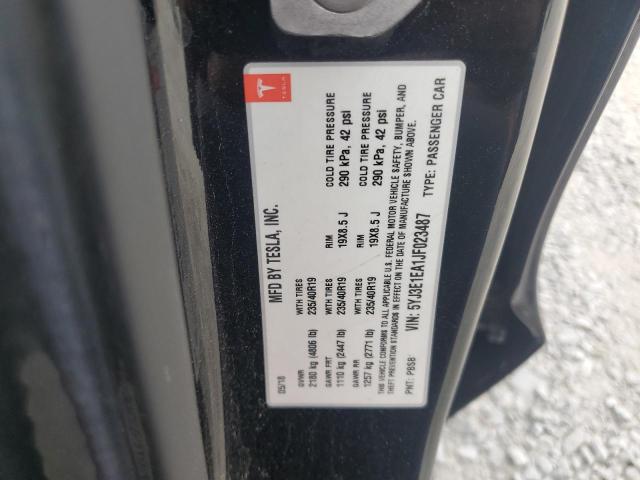 TESLA
MFD BY TESLA, INC.
05/18
GVWR WITH TIRES RIM COLD TIRE PRESSURE
2180 kg (4806 lb) 235/40R19 19X8.5 J 290 kPa, 42 psi
GAWR FRT WITH TIRES RIM COLD TIRE PRESSURE
1110 kg (2447 lb) 235/40R19 19X8.5 J 290 kPa, 42 psi
GAWR RR
1257 kg (2771 lb) 235/40R19
THIS VEHICLE CONFORMS TO ALL APPLICABLE U.S. FEDERAL MOTOR VEHICLE SAFETY, BUMPER, AND
THEFT PREVENTION STANDARDS IN EFFECT ON THE DATE OF MANUFACTURE SHOWN ABOVE.
VIN: 5YJ3E1EA1JF023487 TYPE: PASSENGER CAR
PNT: PBSB